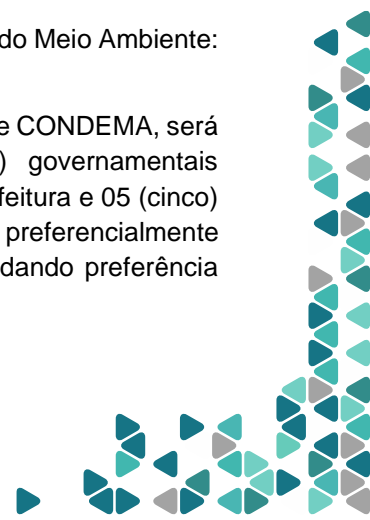 do Meio Ambiente:
e CONDEMA, será
) governamentais
feitura e 05 (cinco)
preferencialmente
dando preferência